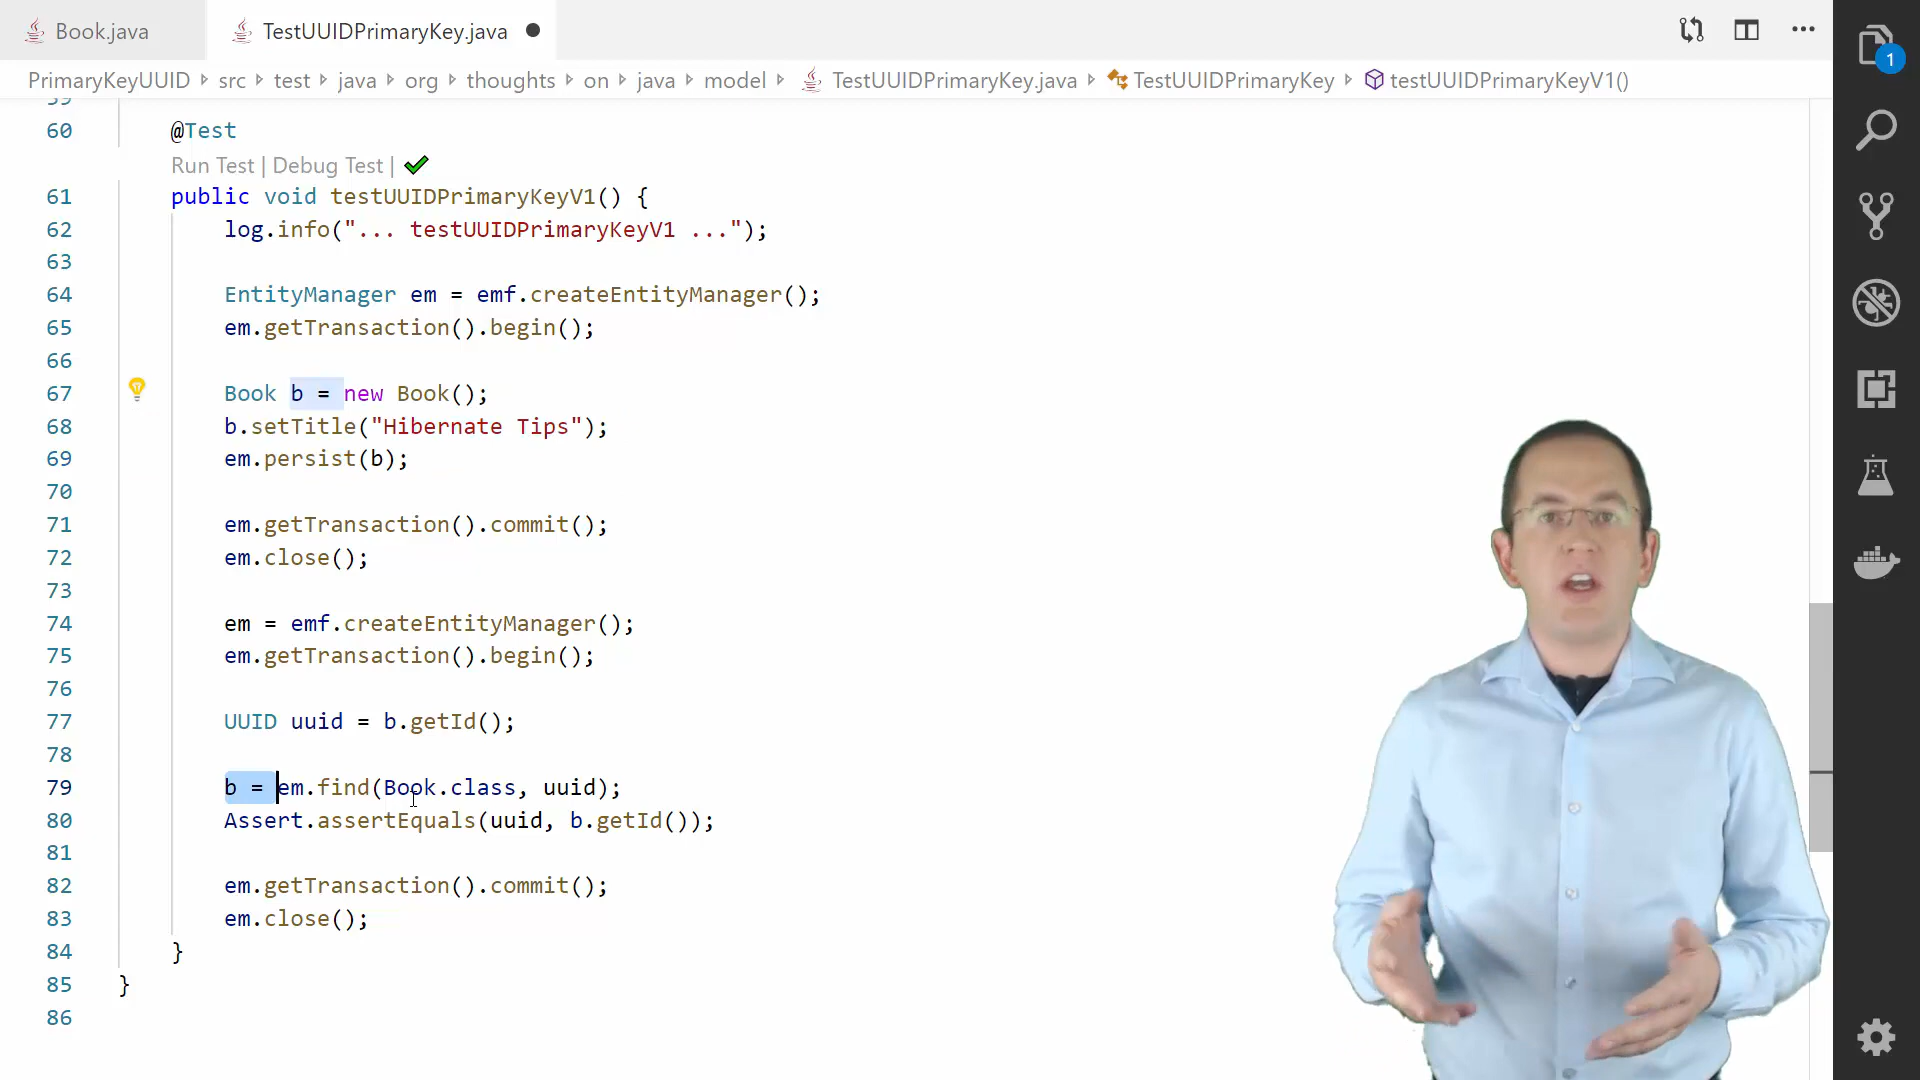 Book.java
TestUUIDPrimaryKey.java
1
PrimaryKeyUUID src test java org thoughts on java model TestUUIDPrimaryKey.java TestUUIDPrimaryKey testUUIDPrimaryKeyV1()
59
60 @Test
Run Test | Debug Test |
61 public void testUUIDPrimaryKeyV1() {
62 log.info("... testUUIDPrimaryKeyV1 ...");
63
64 EntityManager em = emf.createEntityManager();
65 em.getTransaction().begin();
66
67 Book b = new Book();
68 b.setTitle("Hibernate Tips");
69 em.persist(b);
70
71 em.getTransaction().commit();
72 em.close();
73
74 em = emf.createEntityManager();
75 em.getTransaction().begin();
76
77 UUID uuid = b.getId();
78
79 b = em.find(Book.class, uuid);
80 Assert.assertEquals(uuid, b.getId());
81
82 em.getTransaction().commit();
83 em.close();
84 }
85 }
86